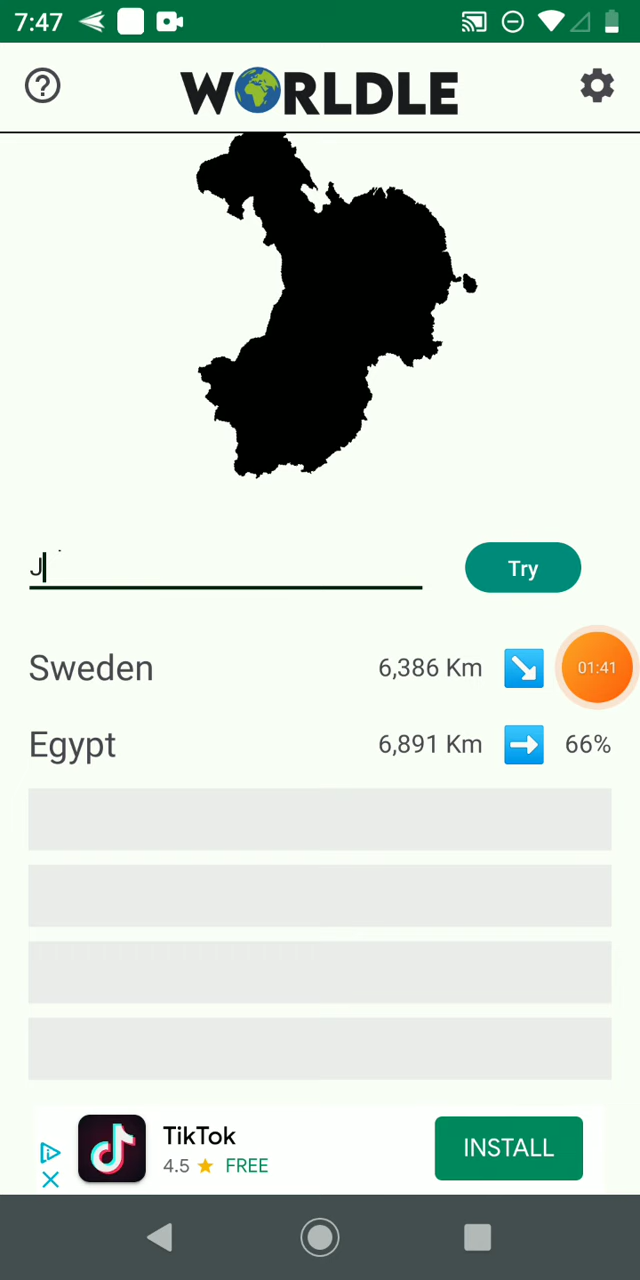 7:47
WORLDLE
J
Try
Sweden 6,386 Km
01:41
Egypt 6,891 Km 66%
TikTok
4.5 FREE
INSTALL